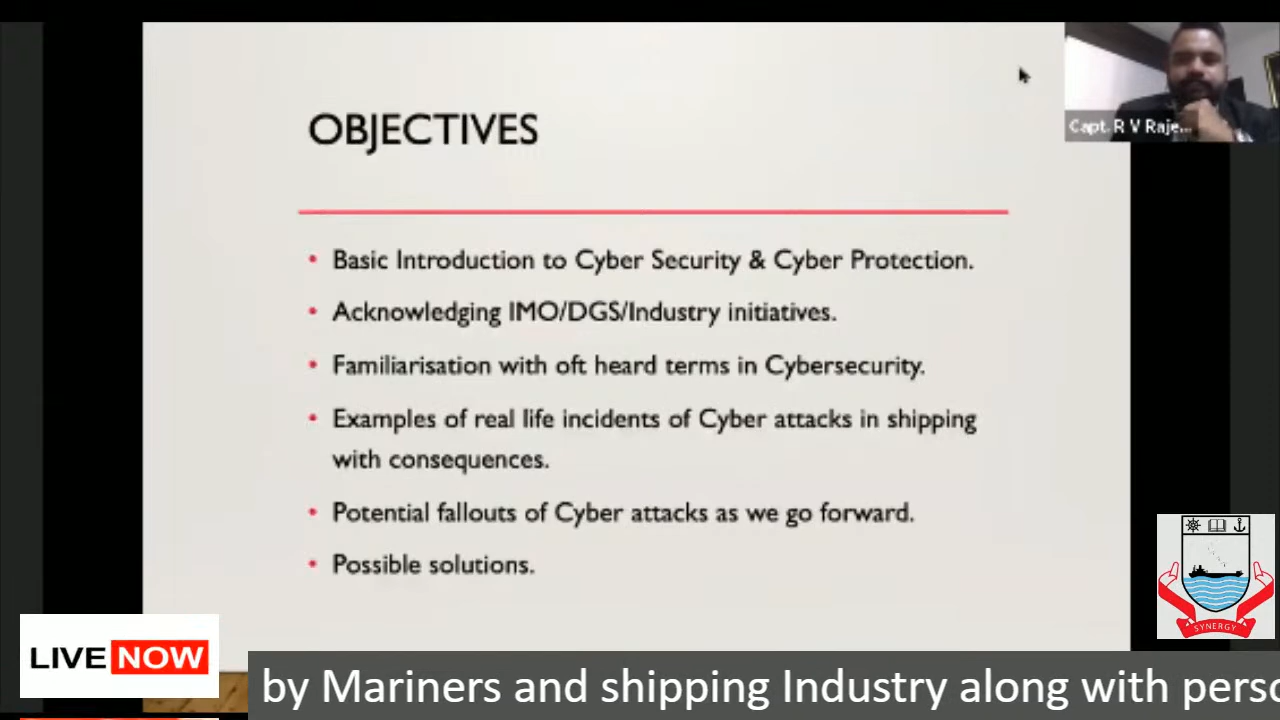 OBJECTIVES
Capt. R V Raje...
• Basic Introduction to Cyber Security & Cyber Protection.
• Acknowledging IMO/DGS/Industry initiatives.
• Familiarisation with oft heard terms in Cybersecurity.
• Examples of real life incidents of Cyber attacks in shipping
with consequences.
• Potential fallouts of Cyber attacks as we go forward.
• Possible solutions.
SYNERGY
LIVE NOW
by Mariners and shipping Industry along with perso